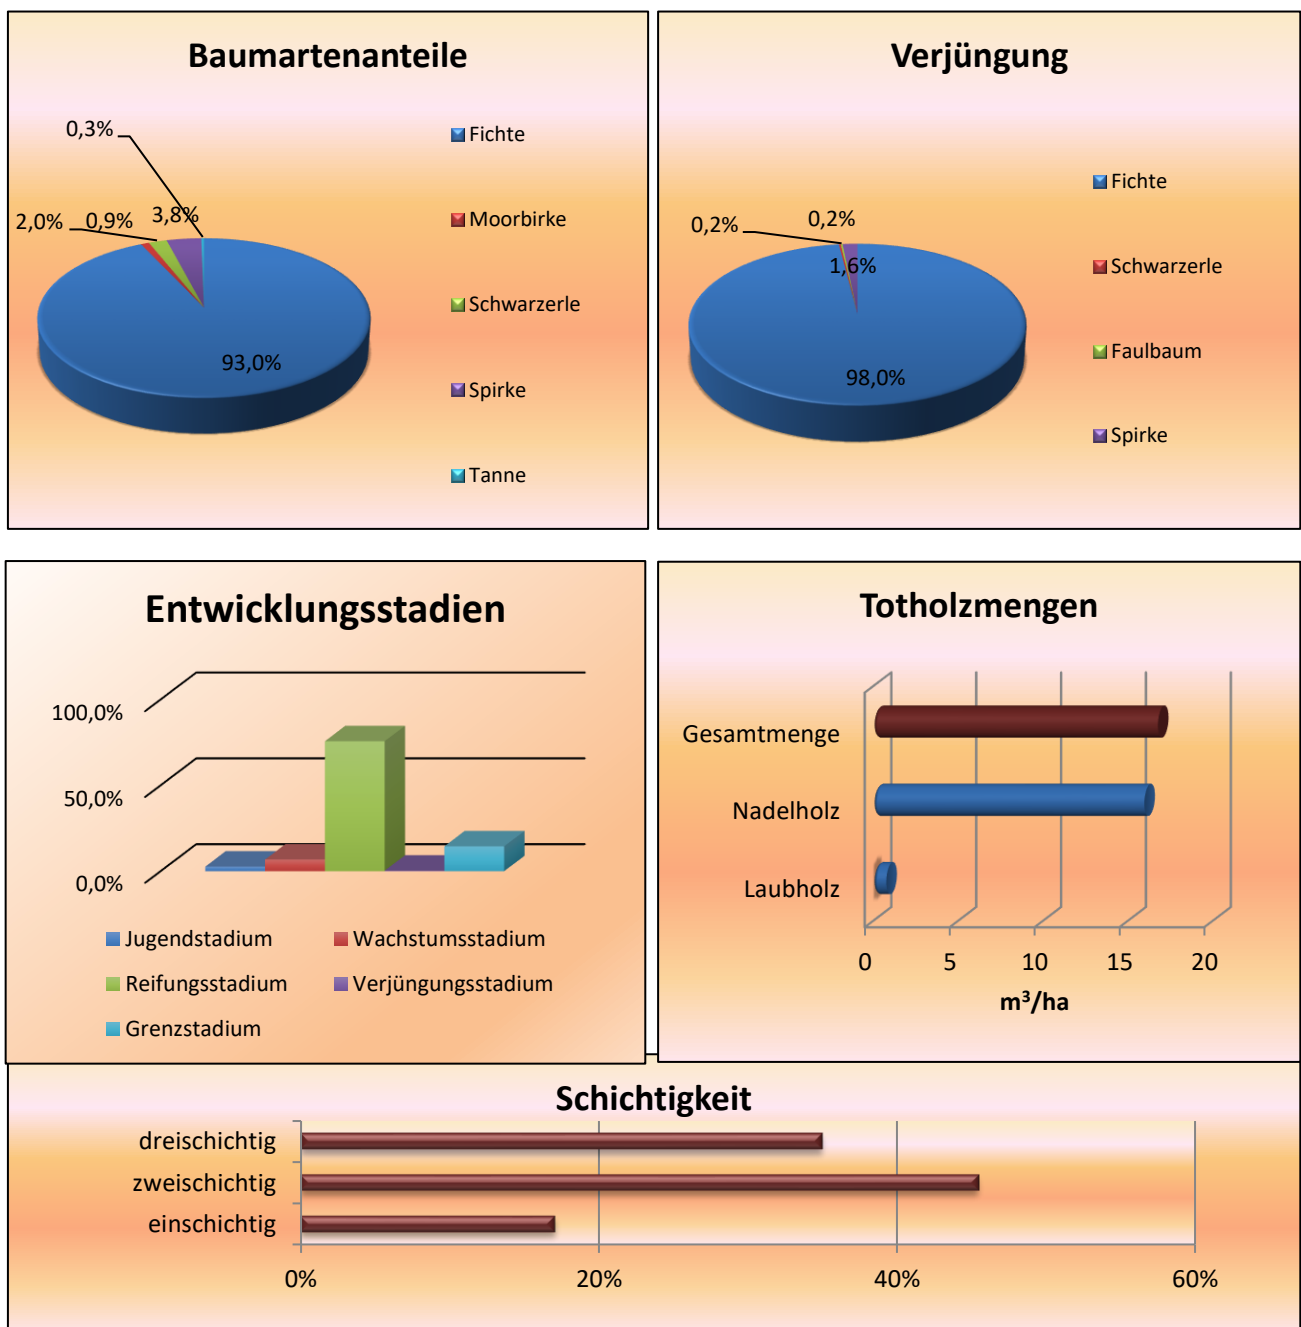 Baumartenanteile
0,3%
2,0%
0,9%
3,8%
93,0%
Fichte
Moorbirke
Schwarzerle
Spirke
Tanne
Verjüngung
0,2%
0,2%
1,6%
98,0%
Fichte
Schwarzerle
Faulbaum
Spirke
Entwicklungsstadien
100,0%
50,0%
0,0%
Jugendstadium
Wachstumsstadium
Reifungsstadium
Verjüngungsstadium
Grenzstadium
Totholzmengen
Gesamtmenge
Nadelholz
Laubholz
0 5 10 15 20
m³/ha
Schichtigkeit
dreischichtig
zweischichtig
einschichtig
0% 20% 40% 60%